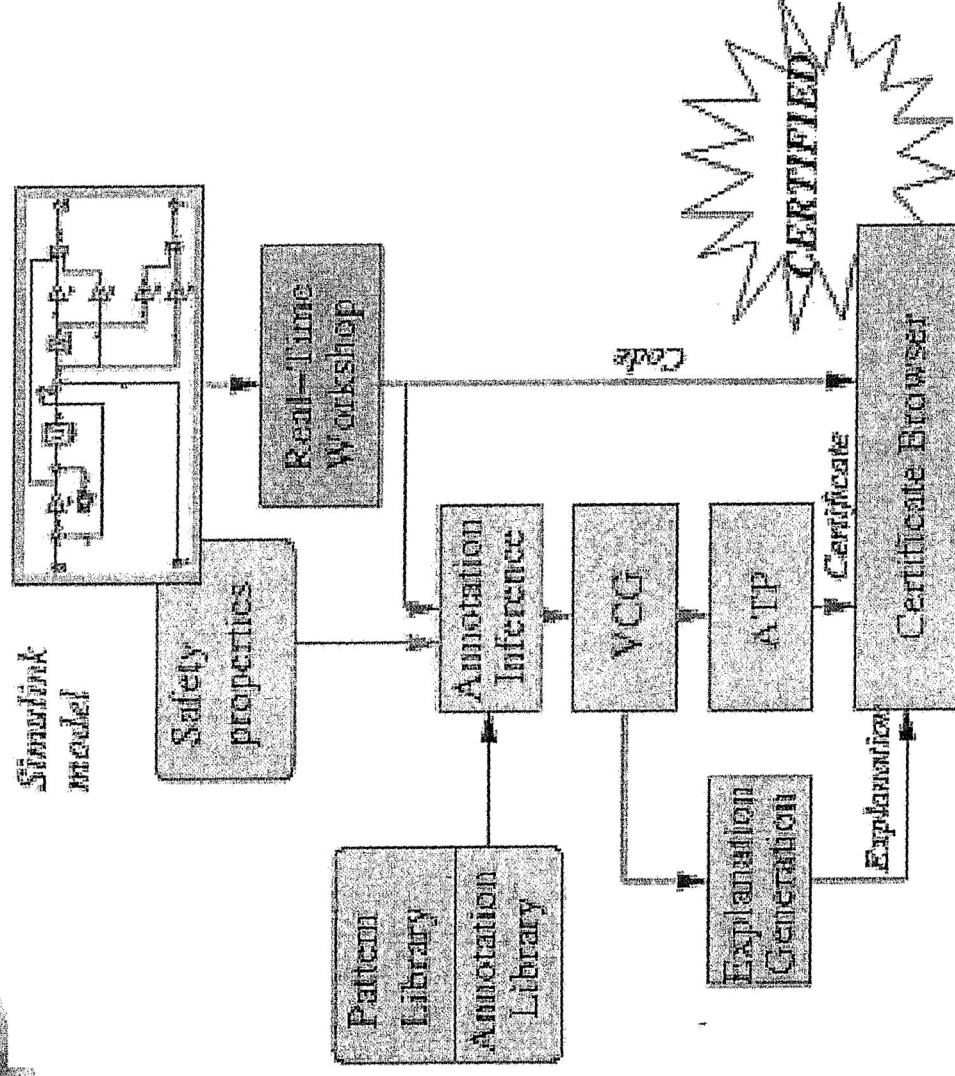 Simulink
model
Safety
properties
Real-Time
Workshop
Pattern
Library
Annotation
Library
Annotation
Inference
VCG
ATP
Code
Explanation
Generation
Explanation
Certificate
Certificate Browser
CERTIFIED